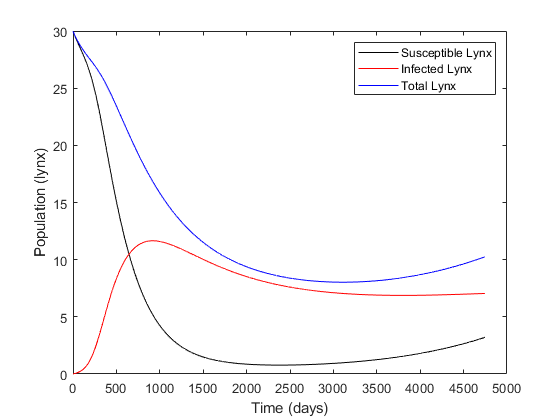 30
25
20
15
10
5
0
Population (lynx)
Susceptible Lynx
Infected Lynx
Total Lynx
0 500 1000 1500 2000 2500 3000 3500 4000 4500 5000
Time (days)